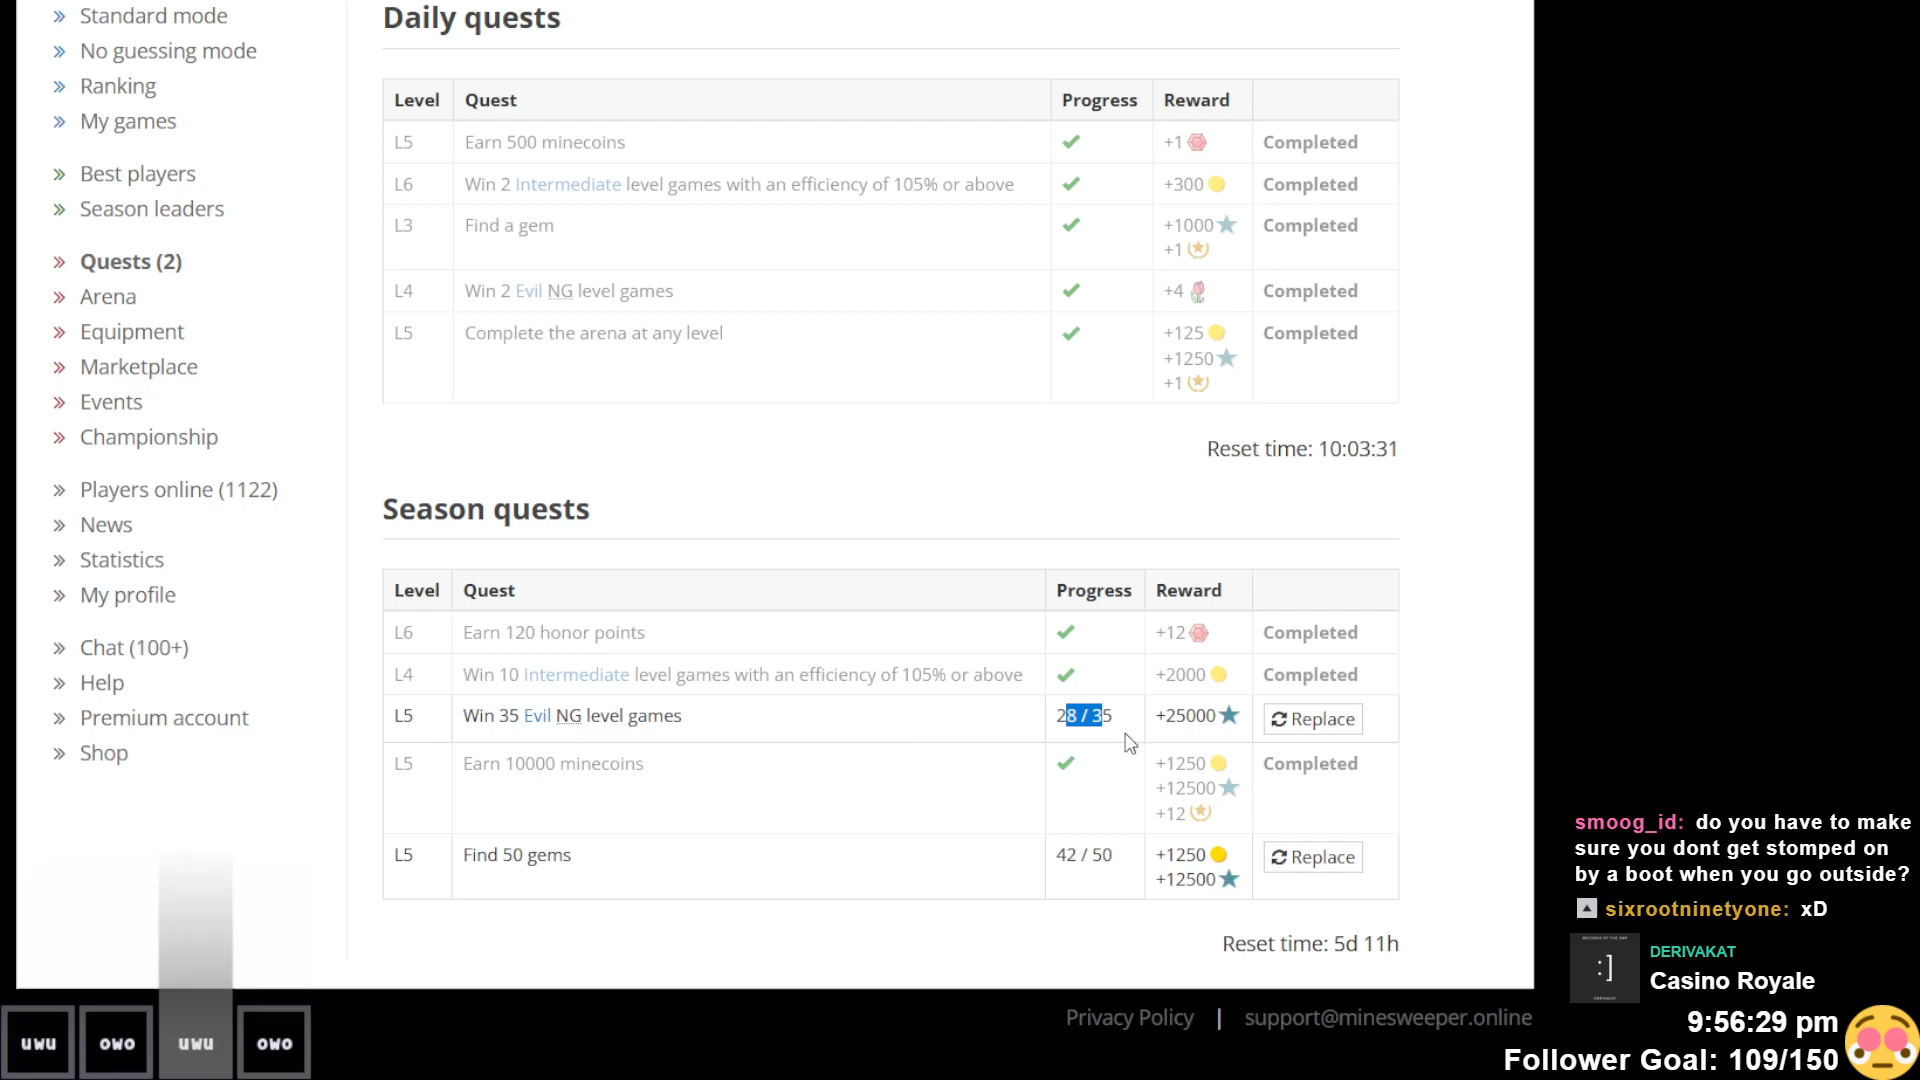 Standard mode
No guessing mode
Ranking
My games
Best players
Season leaders
Quests (2)
Arena
Equipment
Marketplace
Events
Championship
Players online (1122)
News
Statistics
My profile
Chat (100+)
Help
Premium account
Shop
Daily quests
Level Quest Progress Reward
L5 Earn 500 minecoins +1 Completed
L6 Win 2 Intermediate level games with an efficiency of 105% or above +300 Completed
L3 Find a gem +1000 Completed
+1
L4 Win 2 Evil NG level games +4 Completed
L5 Complete the arena at any level +125 Completed
+1250
+1
Reset time: 10:03:31
Season quests
Level Quest Progress Reward
L6 Earn 120 honor points +12 Completed
L4 Win 10 Intermediate level games with an efficiency of 105% or above +2000 Completed
L5 Win 35 Evil NG level games 28 / 35 +25000 Replace
L5 Earn 10000 minecoins +1250 Completed
+12500
+12
L5 Find 50 gems 42 / 50 +1250 Replace
+12500
Reset time: 5d 11h
Privacy Policy | support@minesweeper.online
smoog_id: do you have to make
sure you dont get stomped on
by a boot when you go outside?
sixrootninetyone: xD
:]
DERIVAKAT
Casino Royale
9:56:29 pm
Follower Goal: 109/150
uwu owo uwu owo